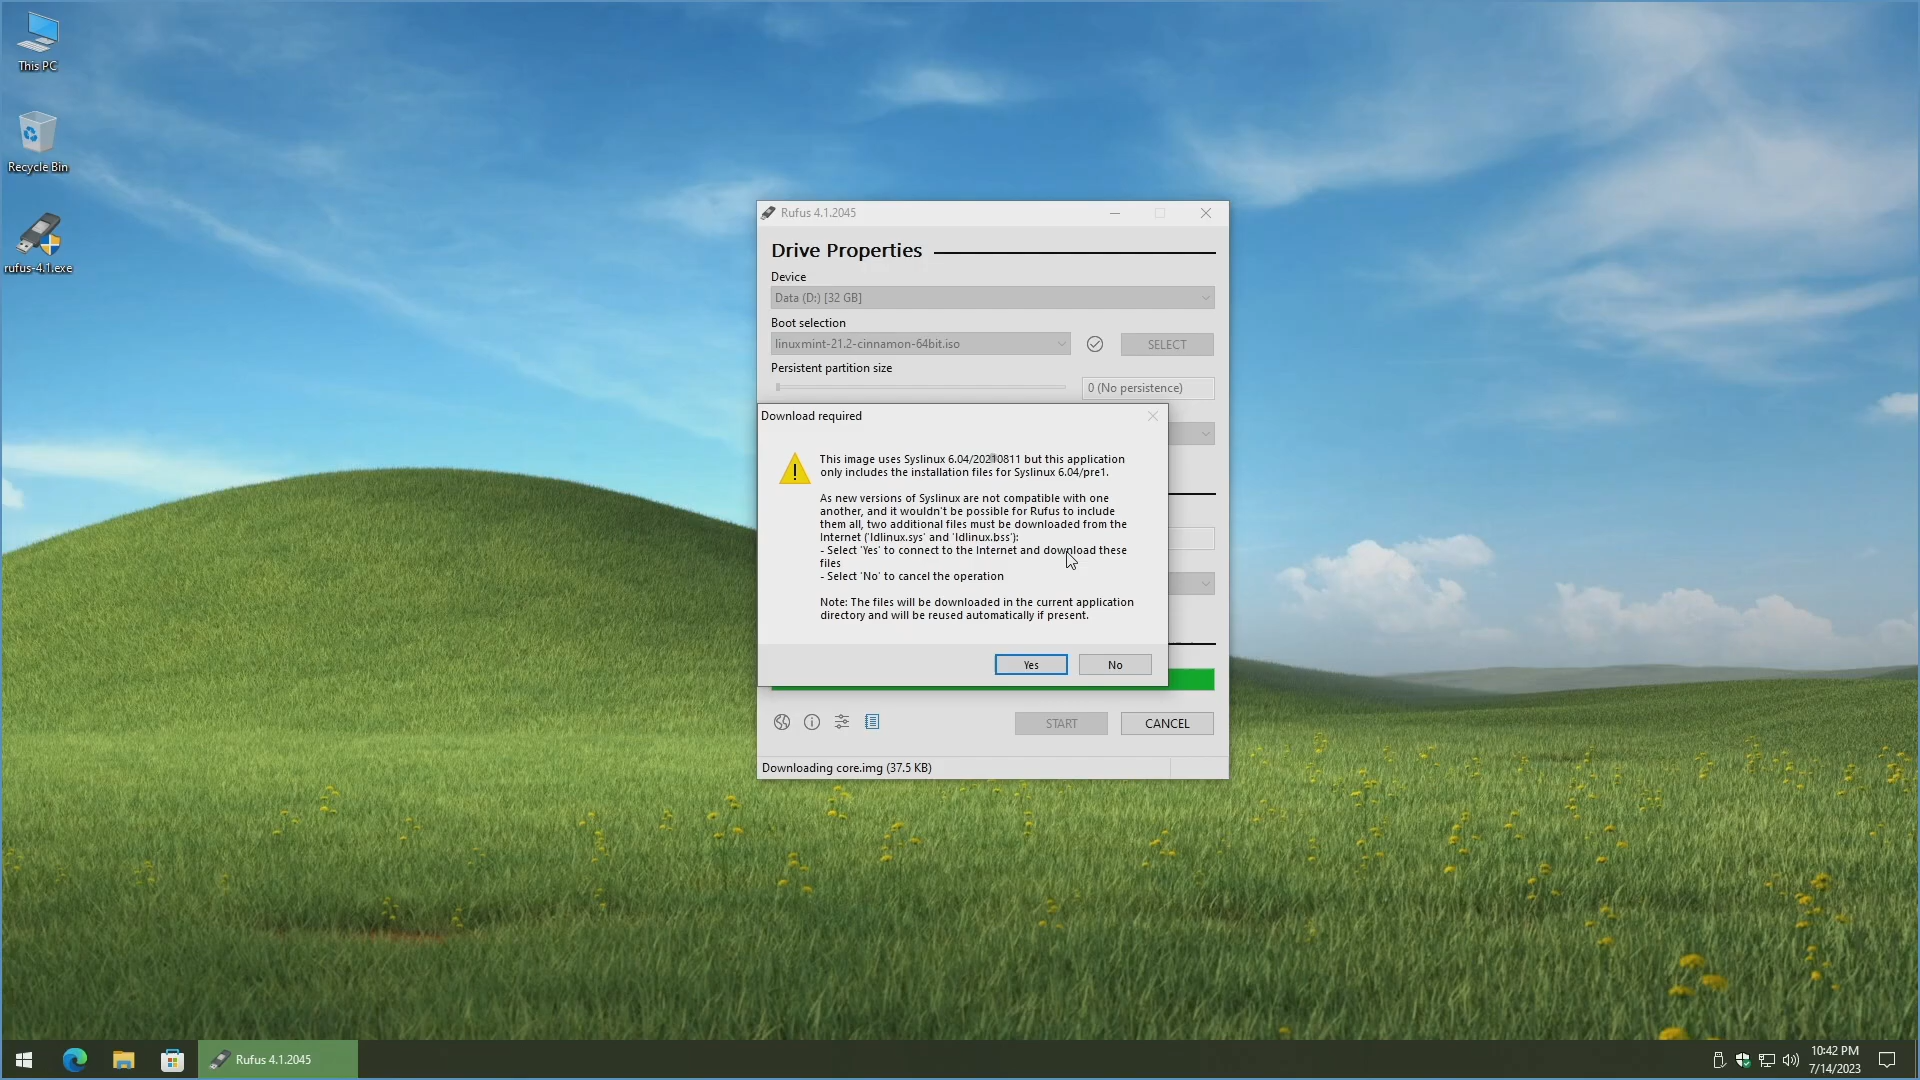 This PC
Recycle Bin
rufus-4.1.exe
Rufus 4.1.2045
Drive Properties
Device
Data (D:) [32 GB]
Boot selection
linuxmint-21.2-cinnamon-64bit.iso
SELECT
Persistent partition size
0 (No persistence)
Download required
This image uses Syslinux 6.04/20200811 but this application
only includes the installation files for Syslinux 6.04/pre1.
As new versions of Syslinux are not compatible with one
another, and it wouldn't be possible for Rufus to include
them all, two additional files must be downloaded from the
Internet ('ldlinux.sys' and 'ldlinux.bss'):
- Select 'Yes' to connect to the Internet and download these
files
- Select 'No' to cancel the operation
Note: The files will be downloaded in the current application
directory and will be reused automatically if present.
Yes
No
START
CANCEL
Downloading core.img (37.5 KB)
Rufus 4.1.2045
10:42 PM
7/14/2023